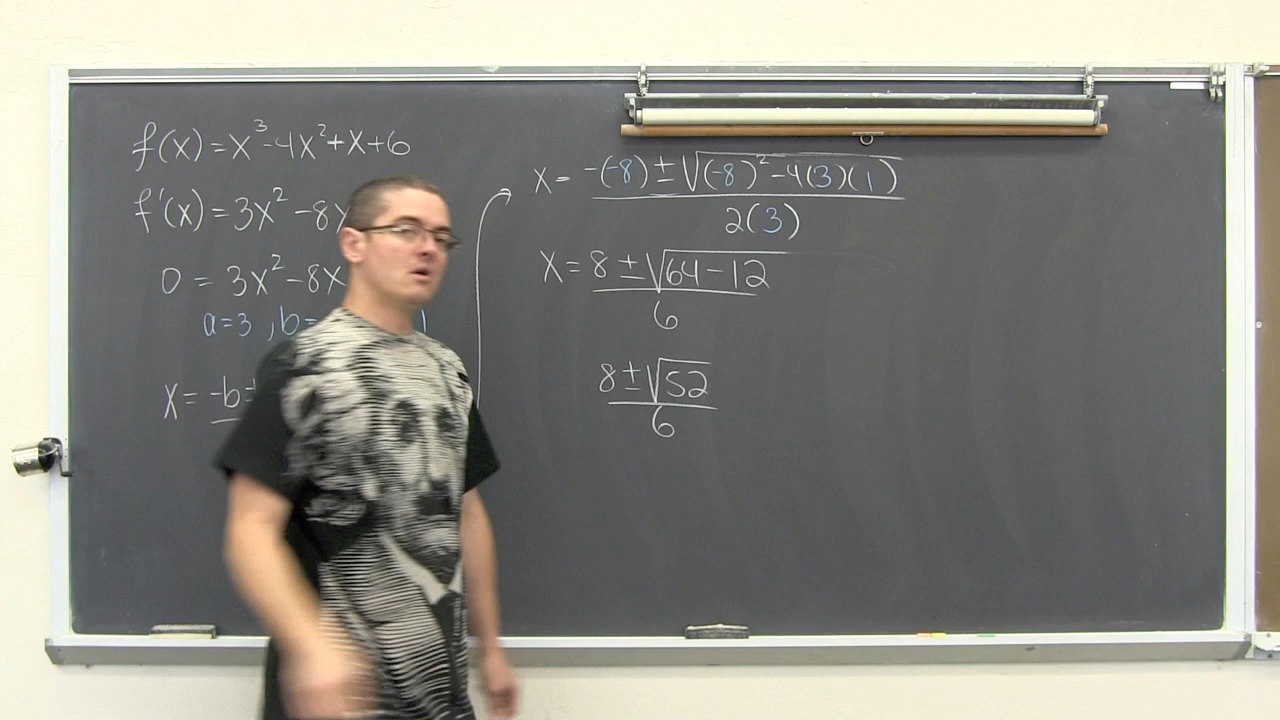 f(x)=x³-4x²+x+6
f'(x)=3x²-8x
0=3x²-8x
a=3, b= 1
x=-b±
x=-(-8)±√(-8)²-4(3)(1)
2(3)
x=8±√64-12
6
8±√52
6